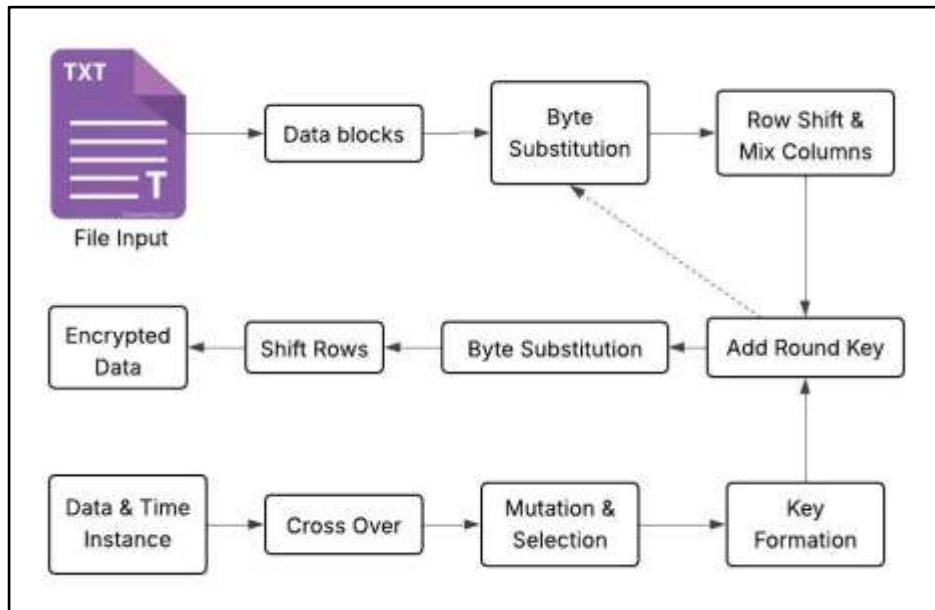 TXT
T
File Input
Data blocks
Byte
Substitution
Row Shift &
Mix Columns
Encrypted
Data
Shift Rows
Byte Substitution
Add Round Key
Data & Time
Instance
Cross Over
Mutation &
Selection
Key
Formation